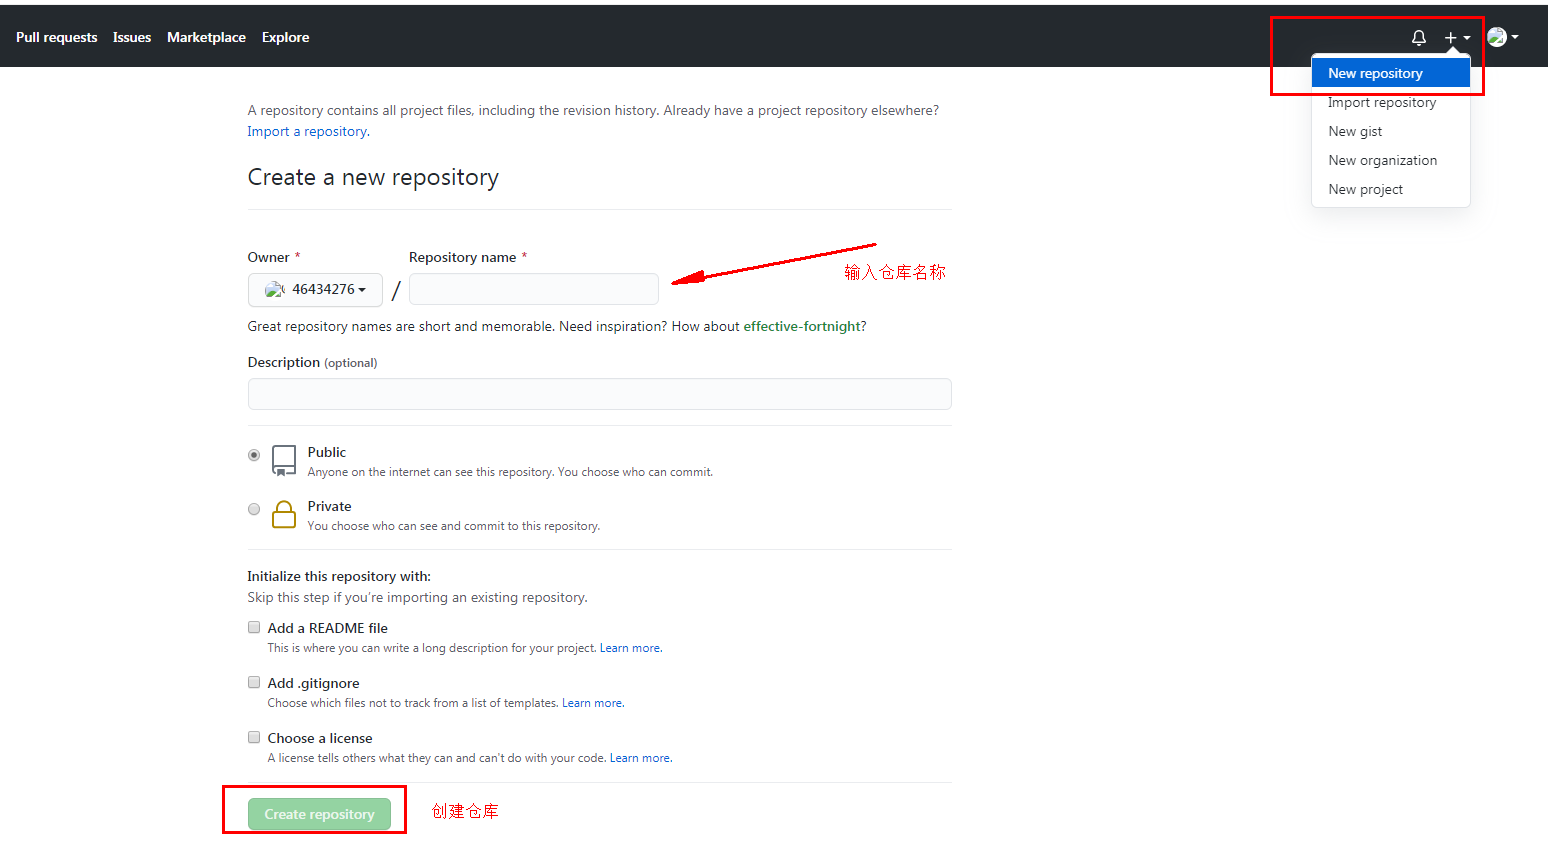 Pull requests Issues Marketplace Explore
New repository
Import repository
New gist
New organization
New project
A repository contains all project files, including the revision history. Already have a project repository elsewhere?
Import a repository.
Create a new repository
Owner * Repository name *
46434276 /
输入仓库名称
Great repository names are short and memorable. Need inspiration? How about effective-fortnight?
Description (optional)
Public
Anyone on the internet can see this repository. You choose who can commit.
Private
You choose who can see and commit to this repository.
Initialize this repository with:
Skip this step if you're importing an existing repository.
Add a README file
This is where you can write a long description for your project. Learn more.
Add .gitignore
Choose which files not to track from a list of templates. Learn more.
Choose a license
A license tells others what they can and can't do with your code. Learn more.
Create repository 创建仓库